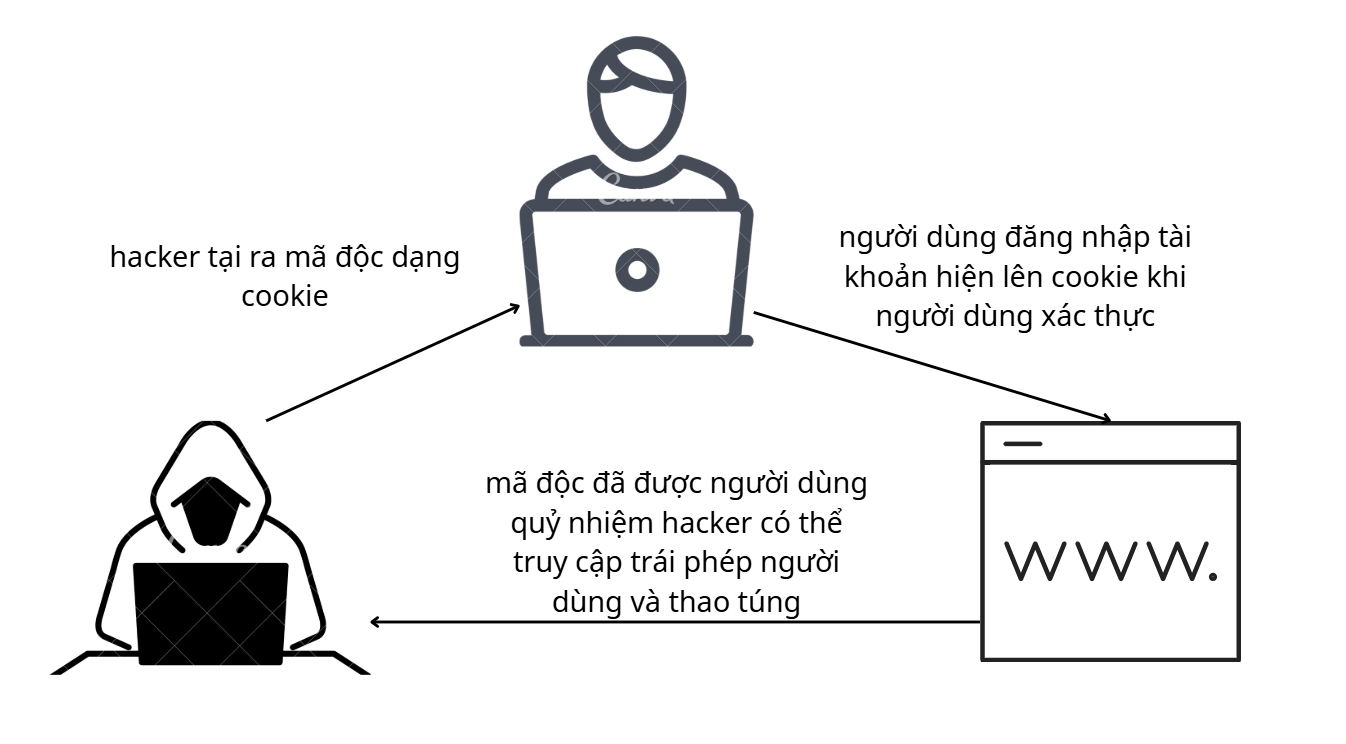 hacker tại ra mã độc dạng
cookie
người dùng đăng nhập tài
khoản hiện lên cookie khi
người dùng xác thực
mã độc đã được người dùng
quỷ nhiệm hacker có thể
truy cập trái phép người
dùng và thao túng
WWW.
Canva